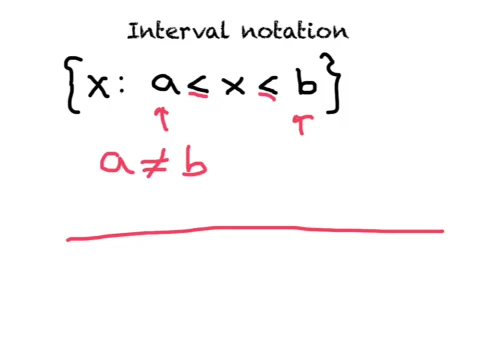 Interval notation
{x: a ≤ x ≤ b}
a ≠ b